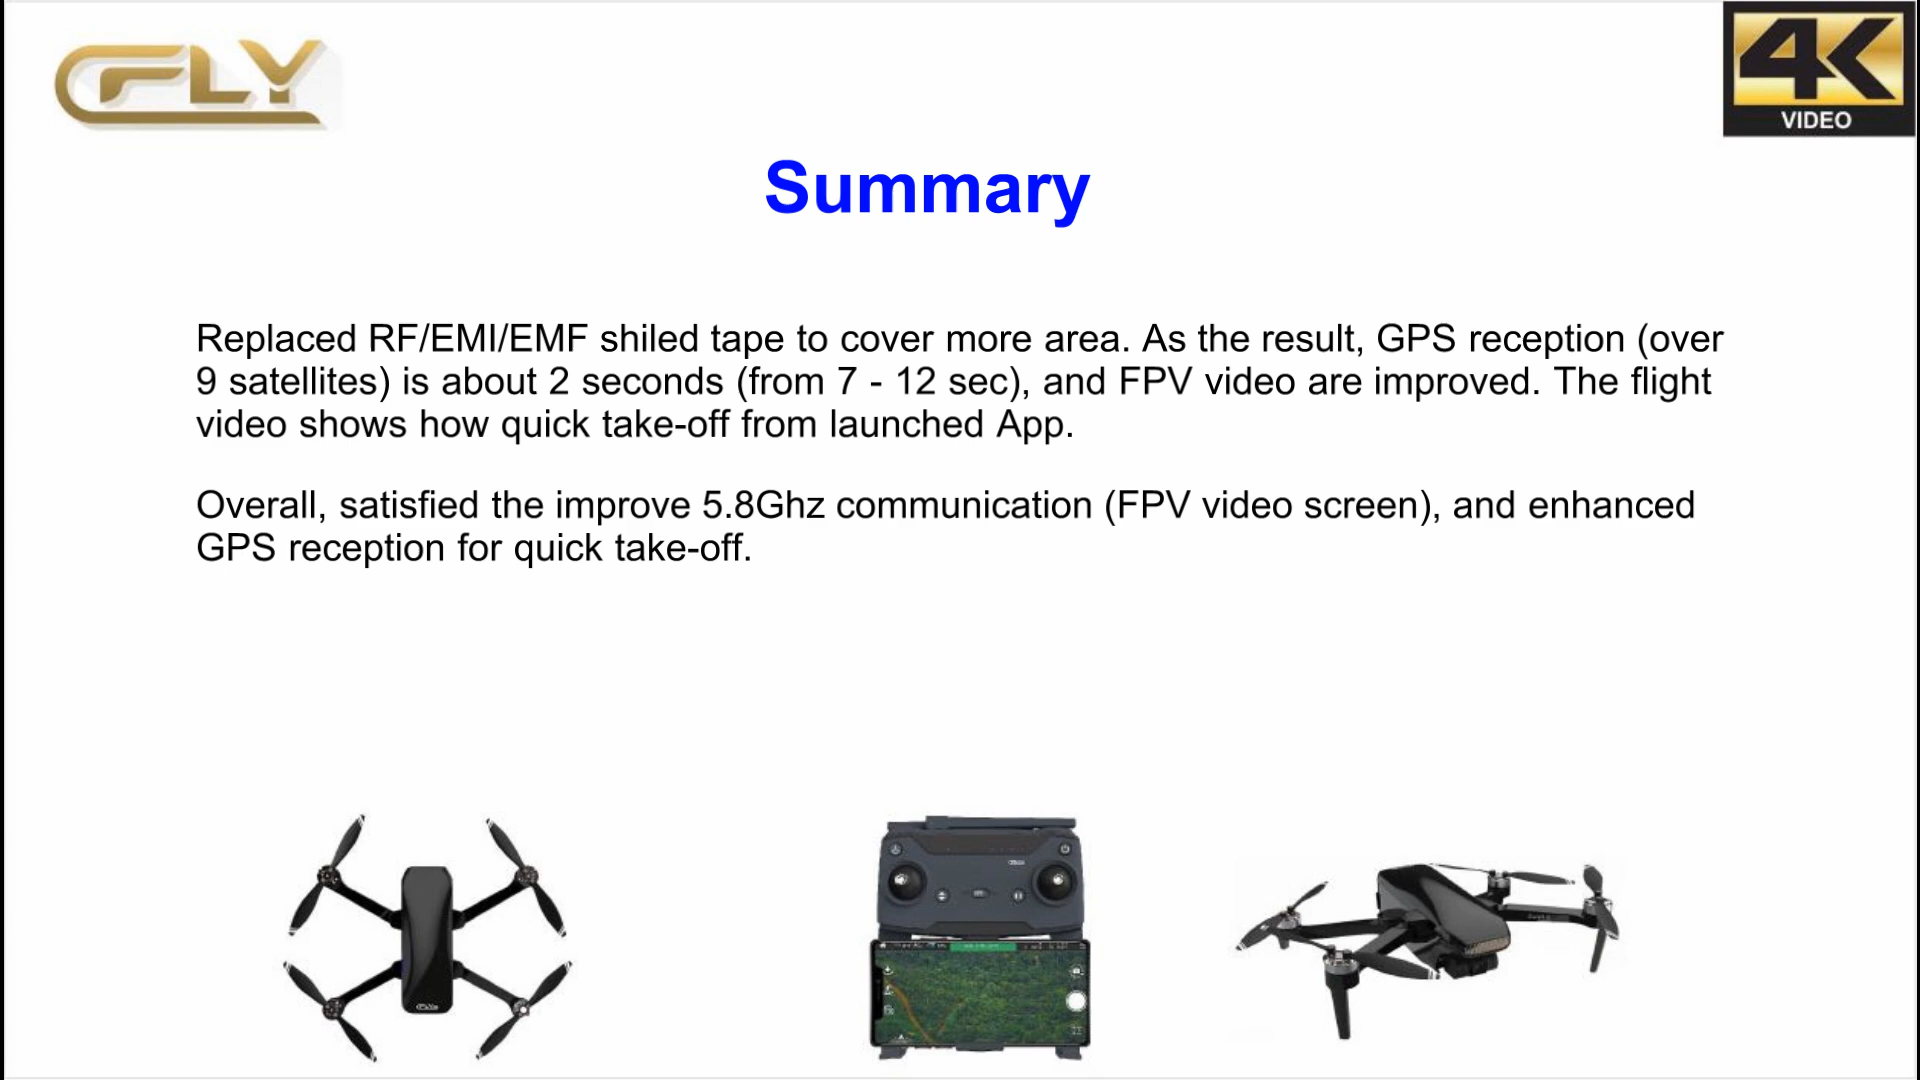 CFLY
4K
VIDEO
Summary
Replaced RF/EMI/EMF shiled tape to cover more area. As the result, GPS reception (over
9 satellites) is about 2 seconds (from 7 - 12 sec), and FPV video are improved. The flight
video shows how quick take-off from launched App.
Overall, satisfied the improve 5.8Ghz communication (FPV video screen), and enhanced
GPS reception for quick take-off.